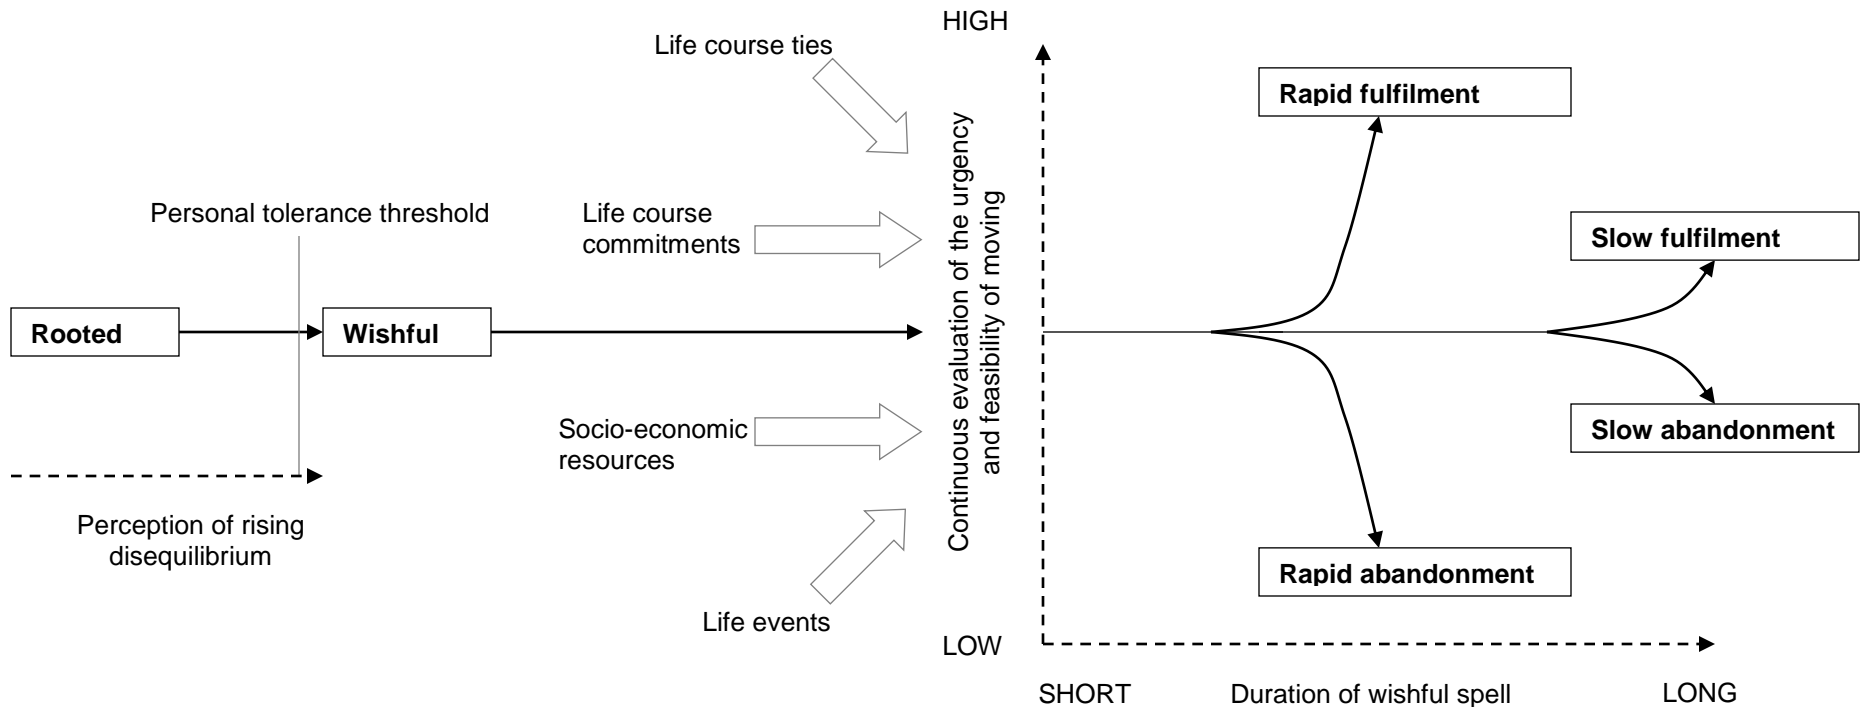 HIGH
Life course ties
Rapid fulfilment
Personal tolerance threshold
Life course
commitments
Continuous evaluation of the urgency
and feasibility of moving
Slow fulfilment
Rooted
Wishful
Socio-economic
resources
Slow abandonment
Perception of rising
disequilibrium
Rapid abandonment
Life events
LOW
SHORT
Duration of wishful spell
LONG